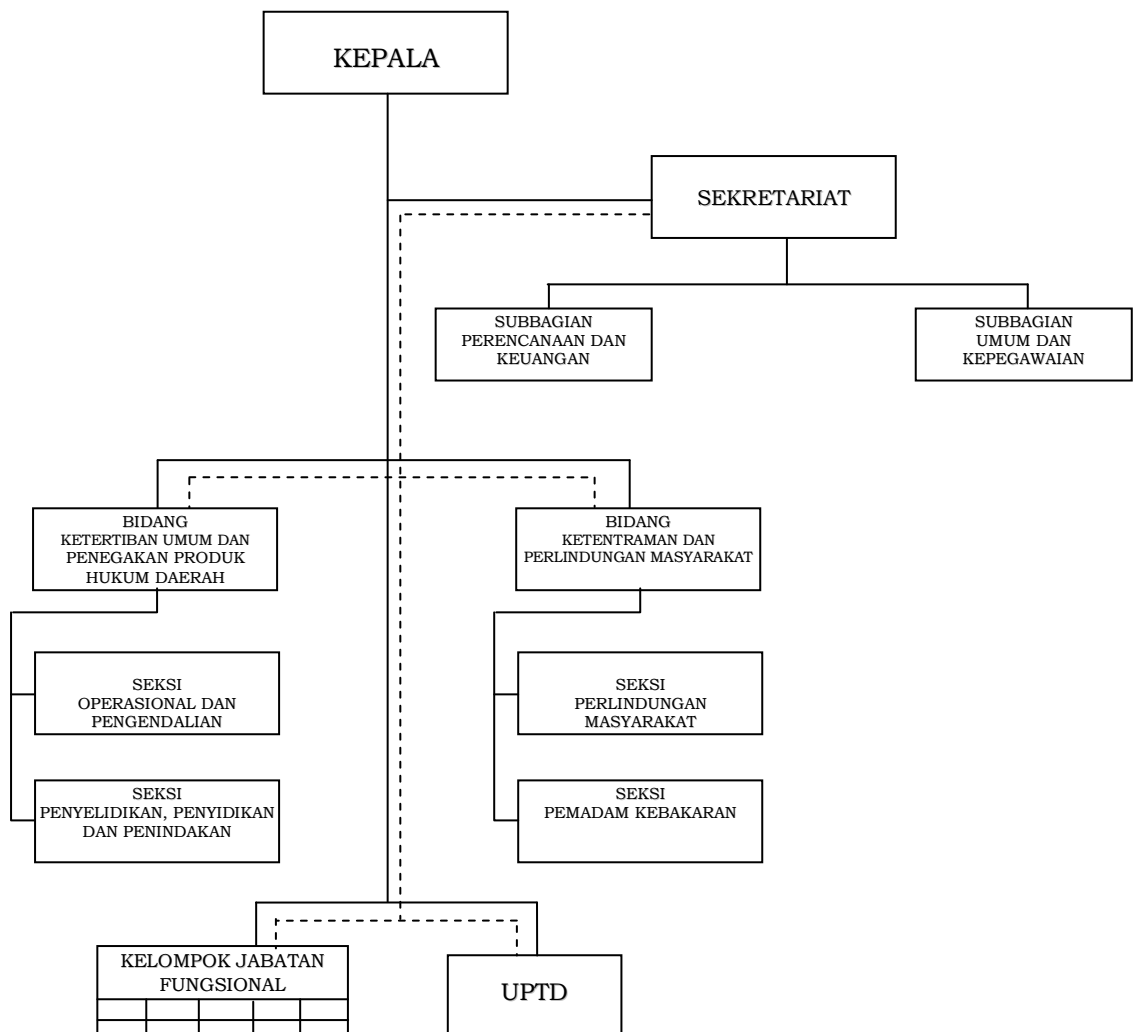 KEPALA
SEKRETARIAT
SUBBAGIAN
PERENCANAAN DAN
KEUANGAN
SUBBAGIAN
UMUM DAN
KEPEGAWAIAN
BIDANG
KETERTIBAN UMUM DAN
PENEGAKAN PRODUK
HUKUM DAERAH
BIDANG
KETENTRAMAN DAN
PERLINDUNGAN MASYARAKAT
SEKSI
OPERASIONAL DAN
PENGENDALIAN
SEKSI
PERLINDUNGAN
MASYARAKAT
SEKSI
PENYELIDIKAN, PENYIDIKAN
DAN PENINDAKAN
SEKSI
PEMADAM KEBAKARAN
KELOMPOK JABATAN
FUNGSIONAL
UPTD